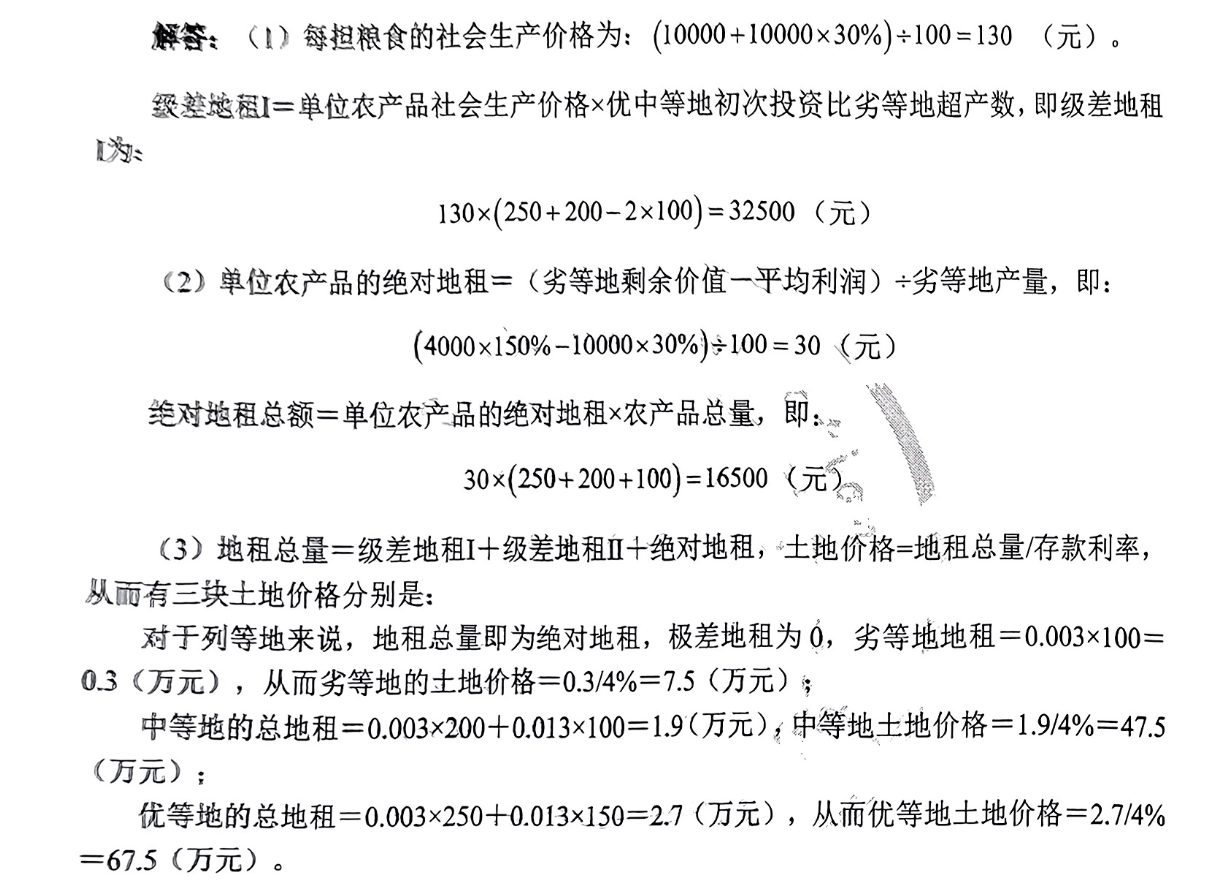 解答：（1）每担粮食的社会生产价格为：(10000+10000×30%)÷100=130 （元）。
级差地租I＝单位农产品社会生产价格×优中等地初次投资比劣等地超产数，即级差地租
I为：
130×(250+200−2×100)=32500 （元）
（2）单位农产品的绝对地租＝（劣等地剩余价值一平均利润）÷劣等地产量，即：
(4000×150%−10000×30%)÷100=30 （元）
绝对地租总额＝单位农产品的绝对地租×农产品总量，即：
30×(250+200+100)=16500 （元）
（3）地租总量＝级差地租I＋级差地租II＋绝对地租，土地价格=地租总量/存款利率，
从而有三块土地价格分别是：
对于列等地来说，地租总量即为绝对地租，极差地租为 0，劣等地地租＝0.003×100＝
0.3（万元），从而劣等地的土地价格＝0.3/4%＝7.5（万元）；
中等地的总地租＝0.003×200＋0.013×100＝1.9（万元），中等地土地价格＝1.9/4%＝47.5
（万元）；
优等地的总地租＝0.003×250＋0.013×150＝2.7（万元），从而优等地土地价格＝2.7/4%
＝67.5（万元）。